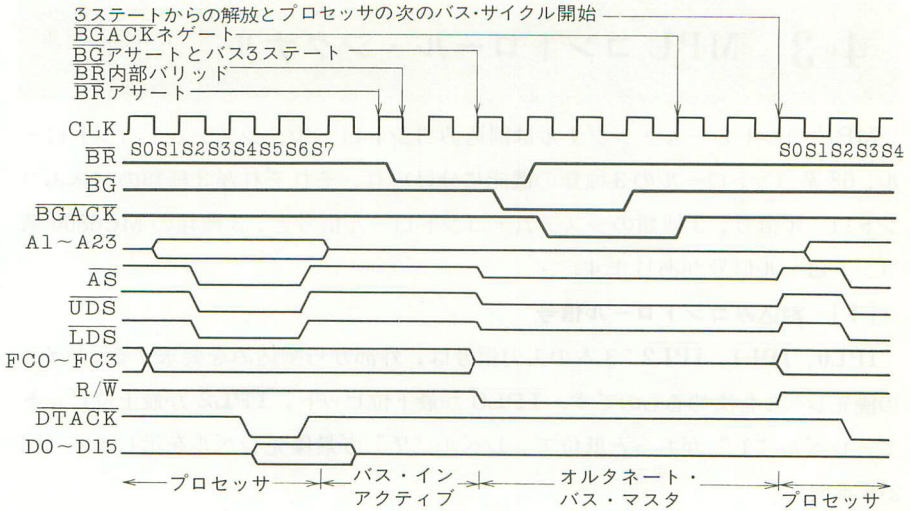 3ステートからの解放とプロセッサの次のバス・サイクル開始
BGACKネゲート
BGアサートとバス3ステート
BR内部バリッド
BRアサート
CLK
S0S1S2S3S4S5S6S7
S0S1S2S3S4
BR
BG
BGACK
A1~A23
AS
UDS
LDS
FC0~FC3
R/W
DTACK
D0~D15
プロセッサ
バス・イン
アクティブ
オルタネート・
バス・マスタ
プロセッサ